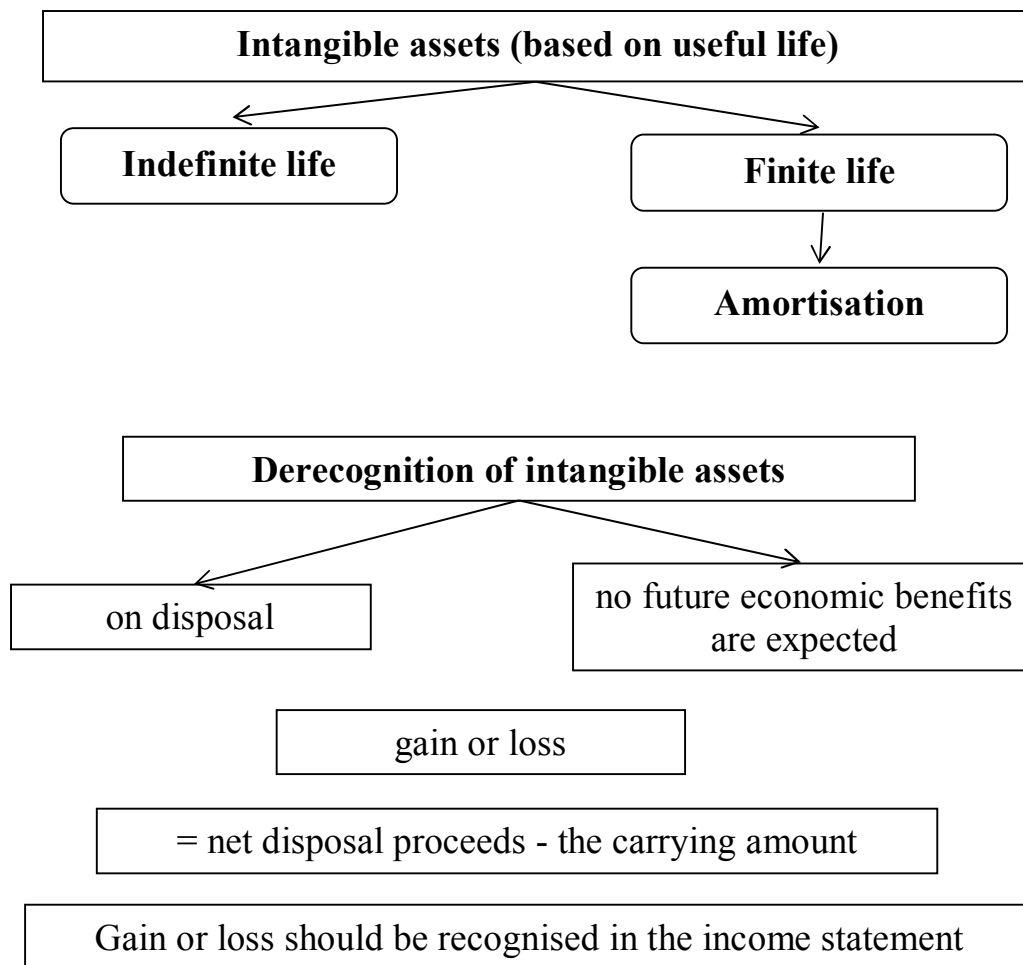 Intangible assets (based on useful life)
Indefinite life
Finite life
Amortisation
Derecognition of intangible assets
on disposal
no future economic benefits
are expected
gain or loss
= net disposal proceeds - the carrying amount
Gain or loss should be recognised in the income statement